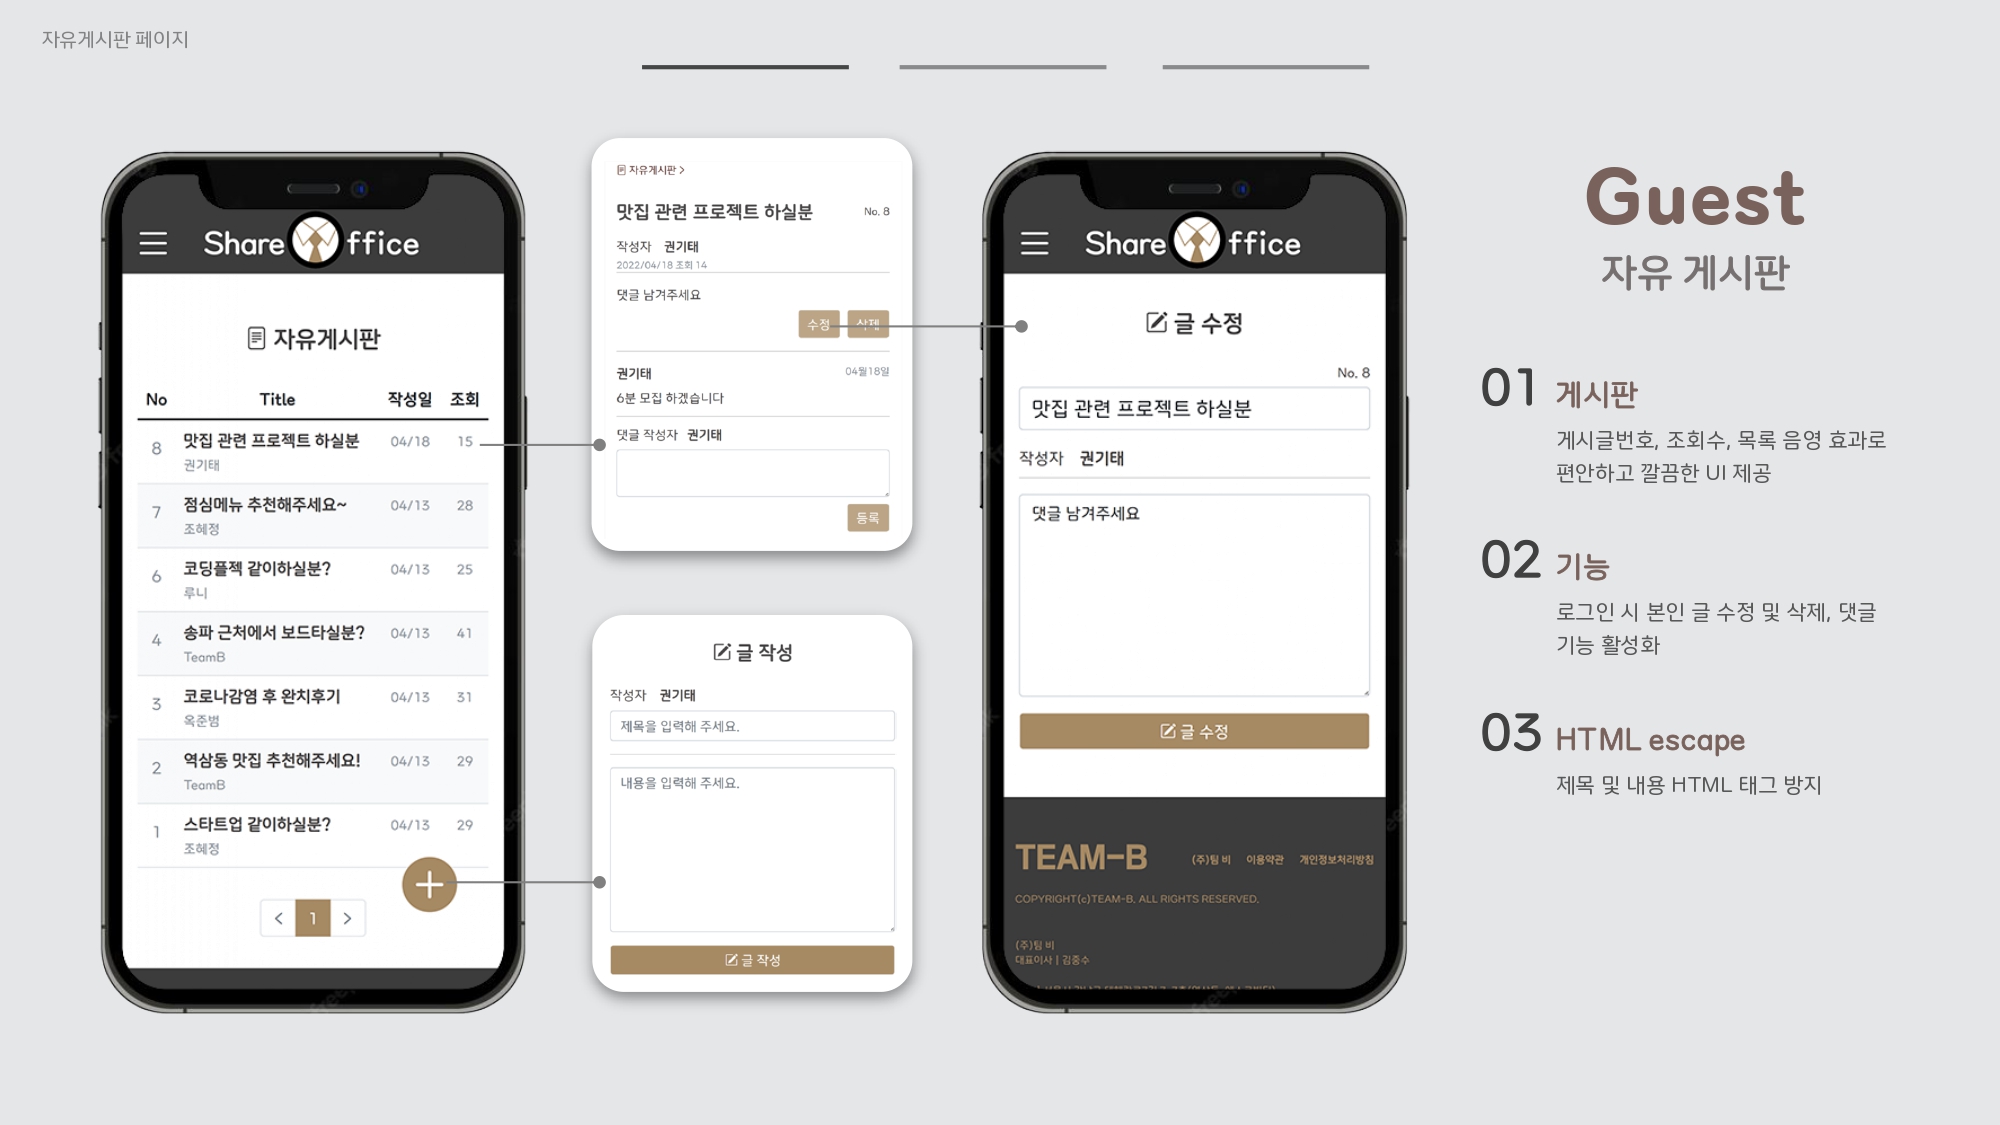 자유게시판 페이지
Share ffice
자유게시판
No Title 작성일 조회
8 맛집 관련 프로젝트 하실분 04/18 15
권기태
7 점심메뉴 추천해주세요~ 04/13 28
조혜정
6 코딩플젝 같이하실분? 04/13 25
루니
4 송파 근처에서 보드타실분? 04/13 41
TeamB
3 코로나감염 후 완치후기 04/13 31
옥준범
2 역삼동 맛집 추천해주세요! 04/13 29
TeamB
1 스타트업 같이하실분? 04/13 29
조혜정
+
< 1 >
자유게시판 >
맛집 관련 프로젝트 하실분 No. 8
작성자 권기태
2022/04/18 조회 14
댓글 남겨주세요
수정 삭제
권기태 04월18일
6분 모집 하겠습니다
댓글 작성자 권기태
등록
글 작성
작성자 권기태
제목을 입력해 주세요.
내용을 입력해 주세요.
글 작성
Share ffice
글 수정
No. 8
맛집 관련 프로젝트 하실분
작성자 권기태
댓글 남겨주세요
글 수정
TEAM-B (주)팀 비 이용약관 개인정보처리방침
COPYRIGHT(c)TEAM-B. ALL RIGHTS RESERVED.
(주)팀 비
대표이사 | 김중수
Guest
자유 게시판
01 게시판
게시글번호, 조회수, 목록 음영 효과로
편안하고 깔끔한 UI 제공
02 기능
로그인 시 본인 글 수정 및 삭제, 댓글
기능 활성화
03 HTML escape
제목 및 내용 HTML 태그 방지